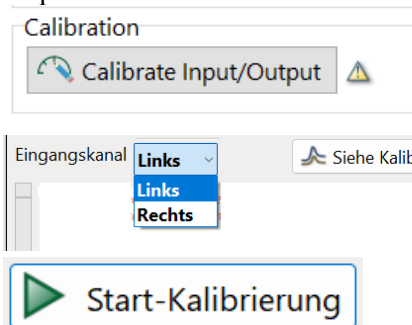 Calibration
Calibrate Input/Output
Eingangskanal Links Siehe Kalib
Links
Rechts
Start-Kalibrierung